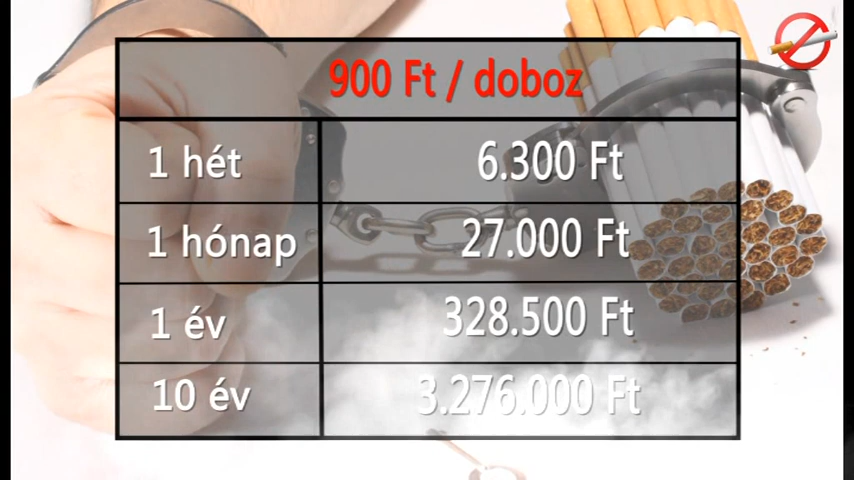 900 Ft / doboz
1 hét 6.300 Ft
1 hónap 27.000 Ft
1 év 328.500 Ft
10 év 3.276.000 Ft